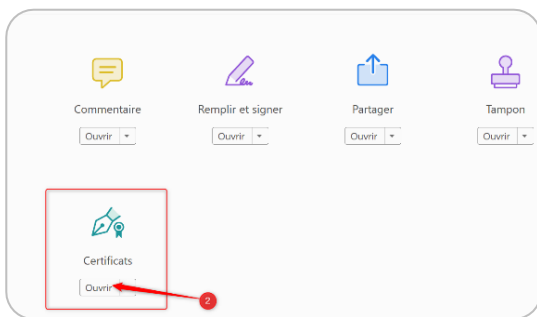 Commentaire
Remplir et signer
Partager
Tampon
Ouvrir
Ouvrir
Ouvrir
Ouvrir
Certificats
Ouvrir
2